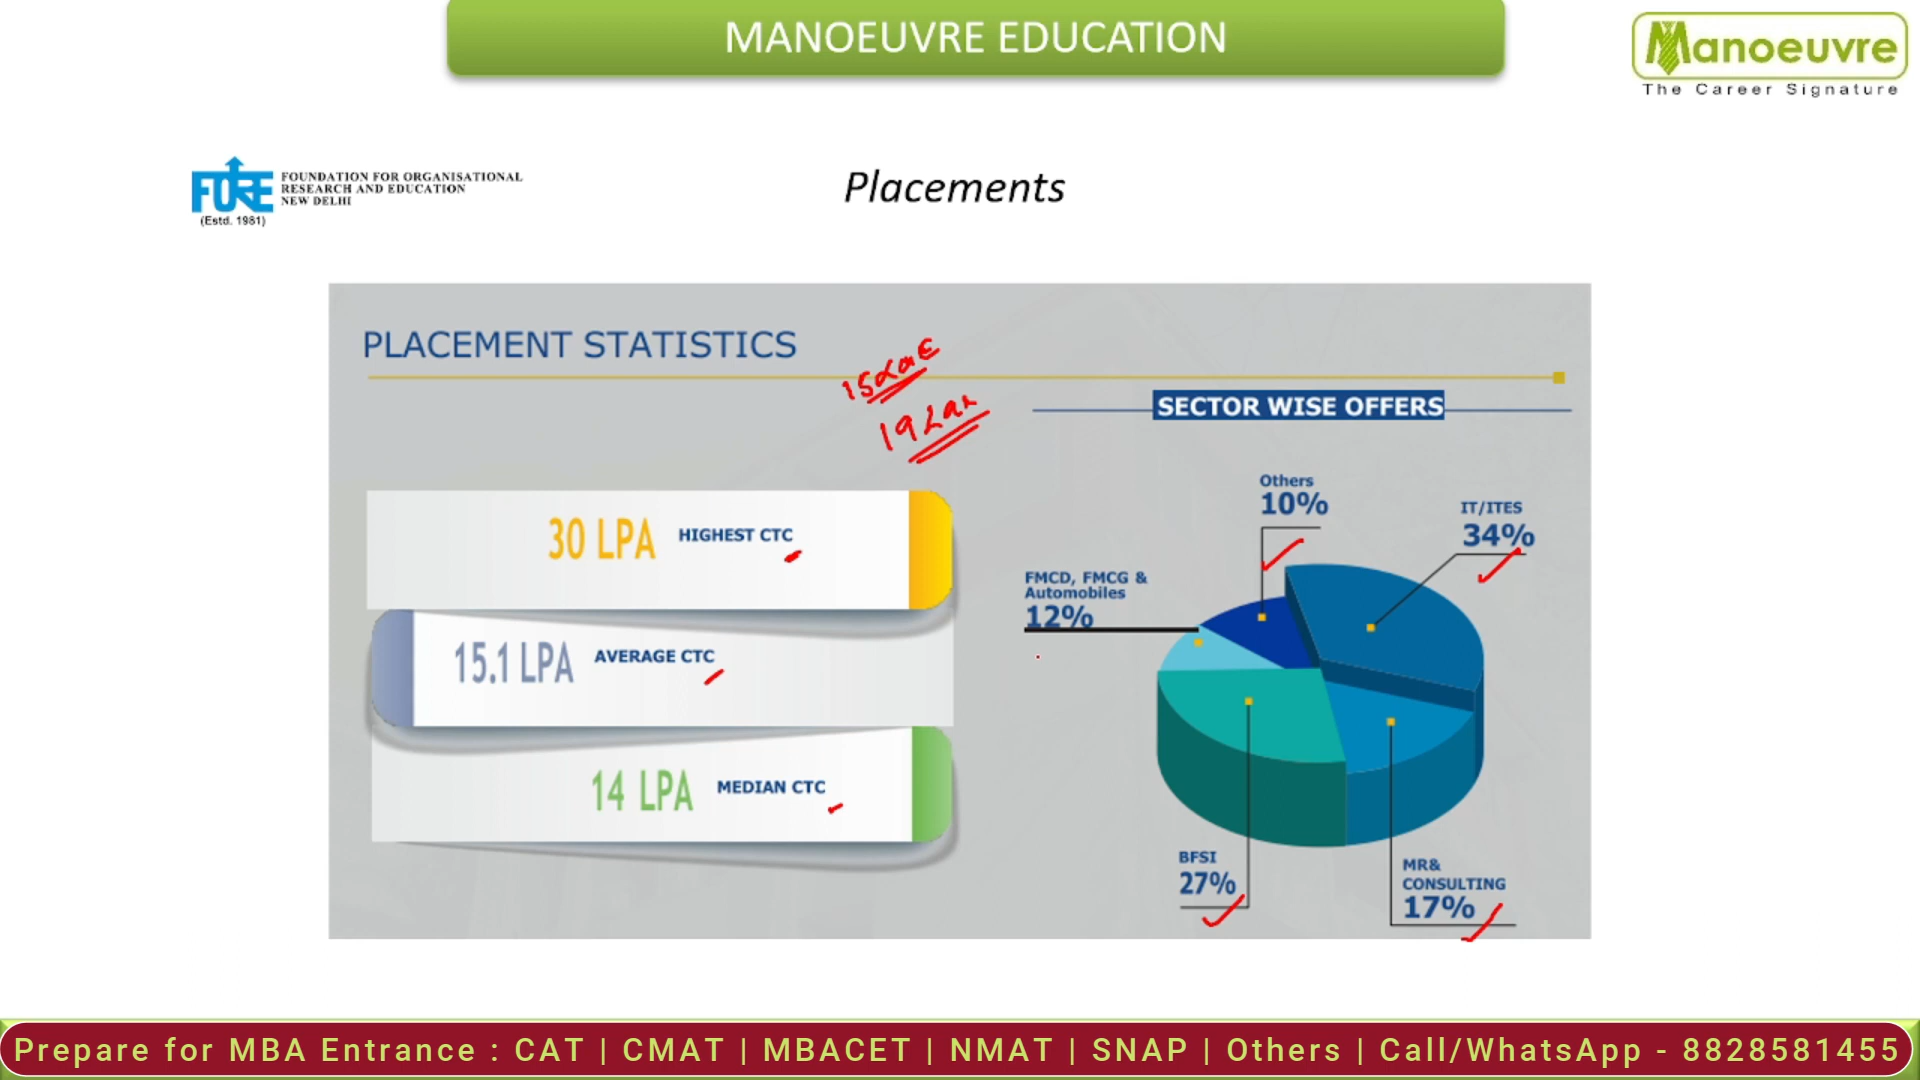 MANOEUVRE EDUCATION
Manoeuvre
The Career Signature
FORE
(Estd. 1981)
FOUNDATION FOR ORGANISATIONAL
RESEARCH AND EDUCATION
NEW DELHI
Placements
PLACEMENT STATISTICS
SECTOR WISE OFFERS
30 LPA HIGHEST CTC
15.1 LPA AVERAGE CTC
14 LPA MEDIAN CTC
Others
10%
IT/ITES
34%
FMCD, FMCG &
Automobiles
12%
BFSI
27%
MR&
CONSULTING
17%
Prepare for MBA Entrance : CAT | CMAT | MBACET | NMAT | SNAP | Others | Call/WhatsApp - 8828581455